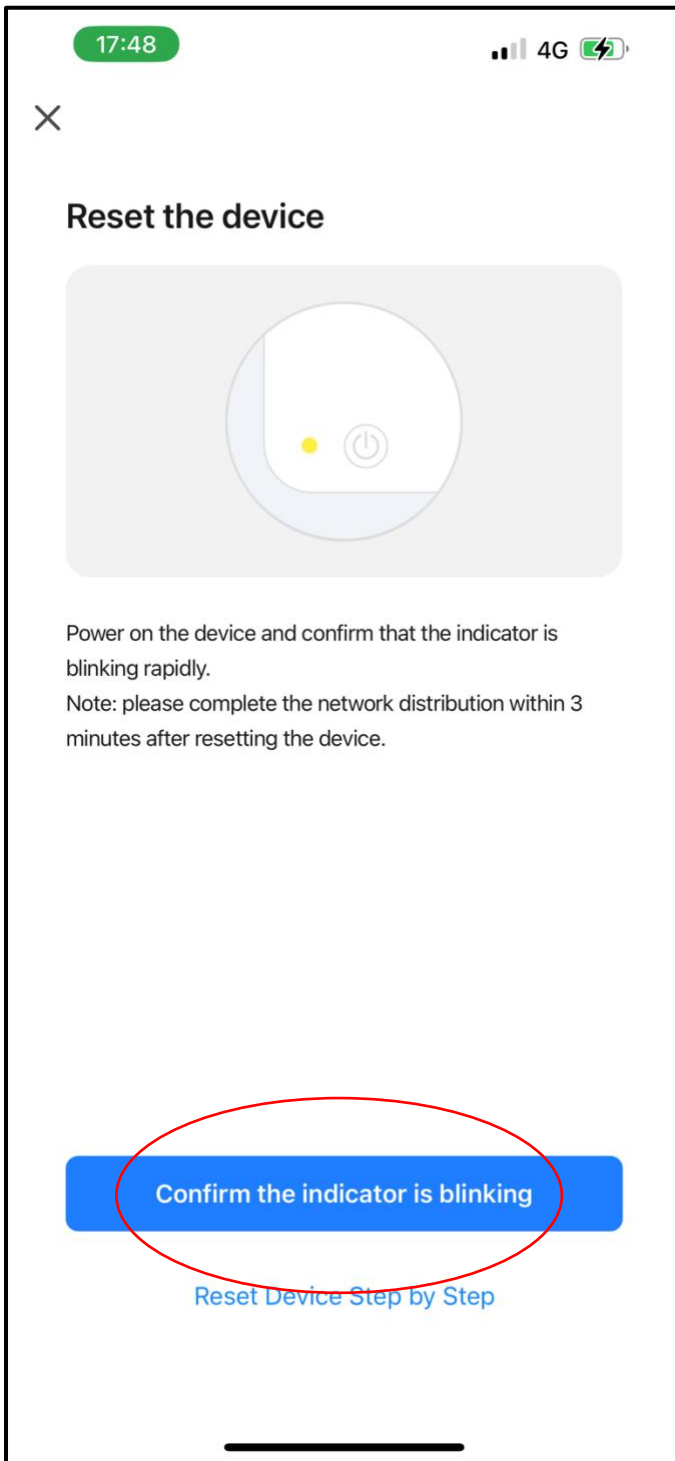 17:48
4G
Reset the device
Power on the device and confirm that the indicator is
blinking rapidly.
Note: please complete the network distribution within 3
minutes after resetting the device.
Confirm the indicator is blinking
Reset Device Step by Step